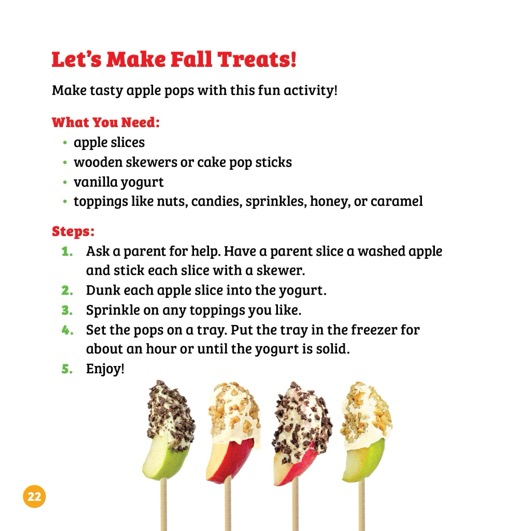 Let's Make Fall Treats!
Make tasty apple pops with this fun activity!
What You Need:
• apple slices
• wooden skewers or cake pop sticks
• vanilla yogurt
• toppings like nuts, candies, sprinkles, honey, or caramel
Steps:
1. Ask a parent for help. Have a parent slice a washed apple
and stick each slice with a skewer.
2. Dunk each apple slice into the yogurt.
3. Sprinkle on any toppings you like.
4. Set the pops on a tray. Put the tray in the freezer for
about an hour or until the yogurt is solid.
5. Enjoy!
22